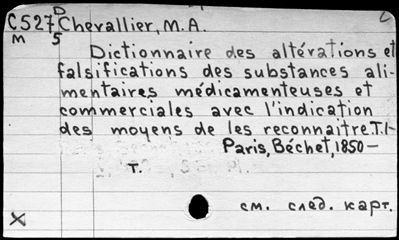 C527 D Chevallier, M.A.
M 5
Dictionnaire des altérations et
falsifications des substances ali-
mentaires médicamenteuses et
commerciales avec l'indication
des moyens de les reconnaitre. T.I-
Paris, Béchet, 1850-
Т.
см. след. карт.
X